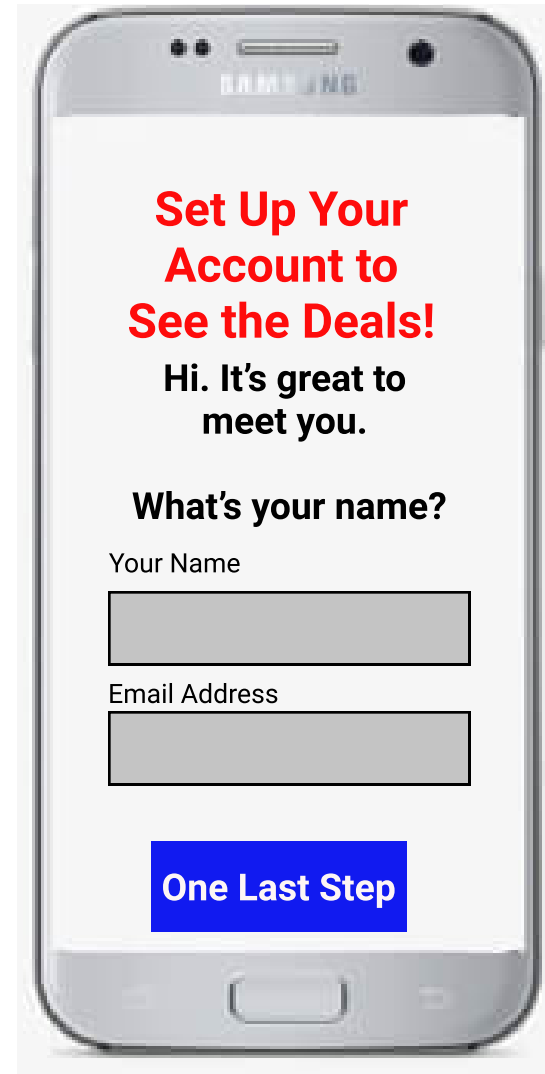 Set Up Your
Account to
See the Deals!
Hi. It’s great to
meet you.
What’s your name?
Your Name
Email Address
One Last Step